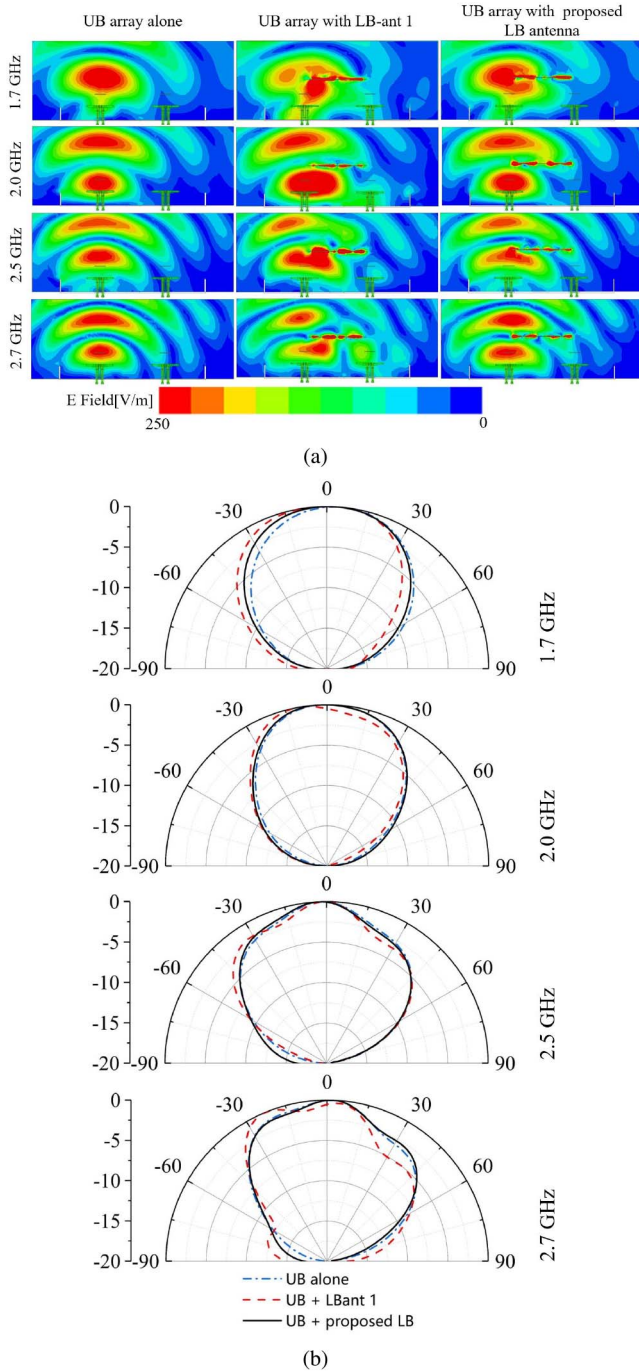 UB array alone
UB array with LB-ant 1
UB array with proposed
LB antenna
1.7 GHz
2.0 GHz
2.5 GHz
2.7 GHz
E Field[V/m]
250
0
(a)
0
0
-30
30
-5
-60
60
-10
-15
-20
-90
90
1.7 GHz
0
0
-30
30
-5
-60
60
-10
-15
-20
-90
90
2.0 GHz
0
0
-30
30
-5
-60
60
-10
-15
-20
-90
90
2.5 GHz
0
0
-30
30
-5
-60
60
-10
-15
-20
-90
90
2.7 GHz
UB alone
UB + LBant 1
UB + proposed LB
(b)